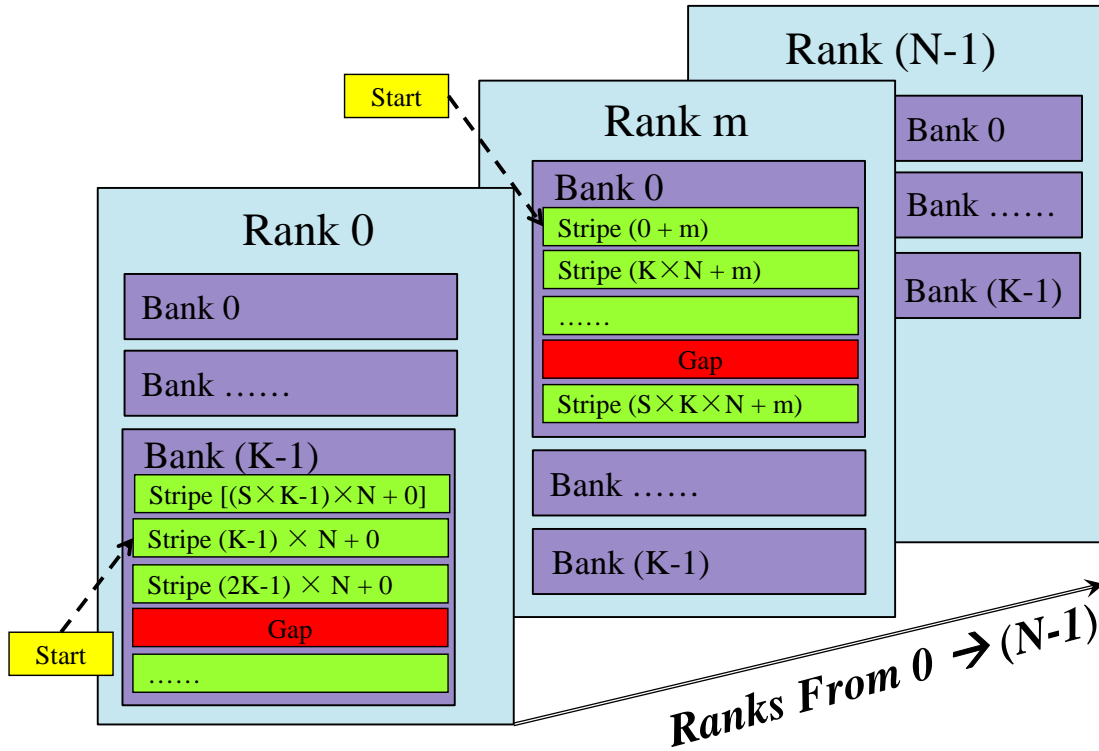 Rank (N-1)
Bank 0
Bank ……
Bank (K-1)
Start
Rank m
Bank 0
Stripe (0 + m)
Stripe (K×N + m)
……
Gap
Stripe (S×K×N + m)
Bank ……
Bank (K-1)
Rank 0
Bank 0
Bank ……
Bank (K-1)
Stripe [(S×K-1)×N + 0]
Stripe (K-1) × N + 0
Stripe (2K-1) × N + 0
Gap
……
Start
Ranks From 0 → (N-1)